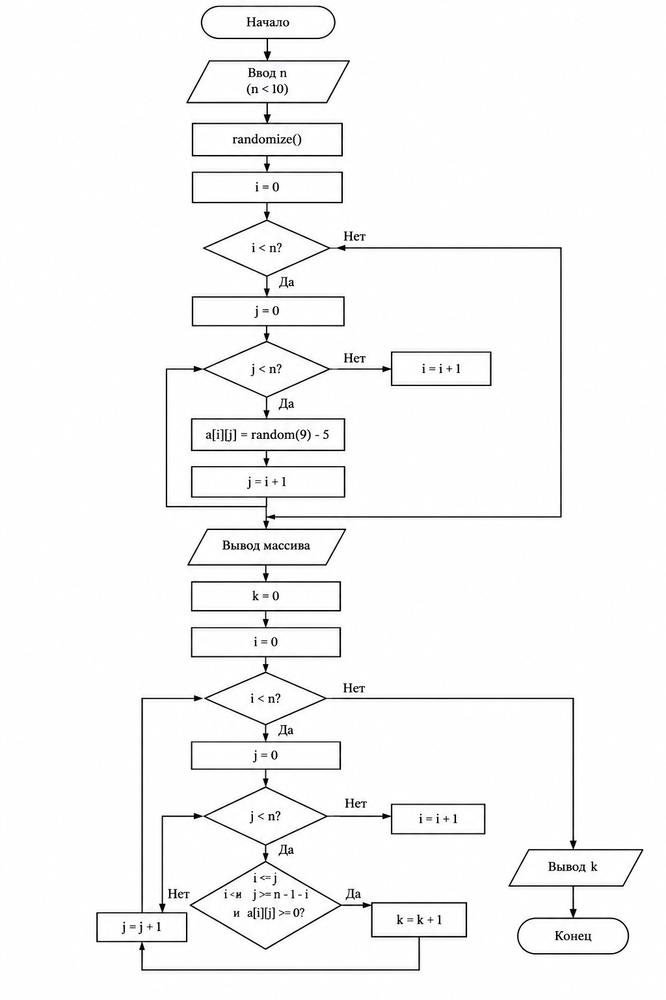 Начало
Ввод n
(n < 10)
randomize()
i = 0
i < n?
Нет
Да
j = 0
j < n?
Нет
i = i + 1
Да
a[i][j] = random(9) - 5
j = i + 1
Вывод массива
k = 0
i = 0
i < n?
Нет
Да
j = 0
j < n?
Нет
i = i + 1
Да
Вывод k
i <= j
i <и j >= n - 1 - i
и a[i][j] >= 0?
Нет
Да
j = j + 1
k = k + 1
Конец